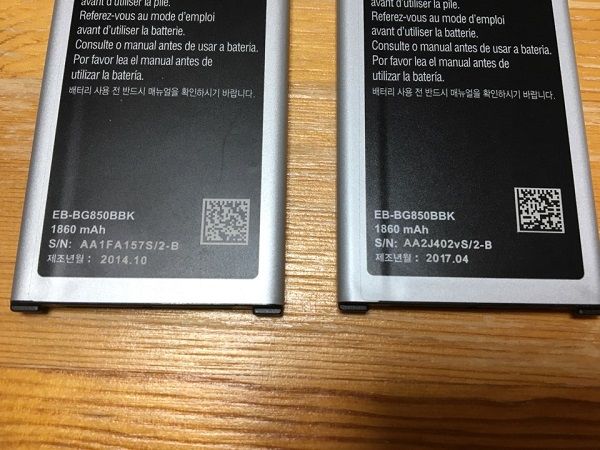 avant d'utiliser la pile.
Referez-vous au mode d'emploi
avant d'utiliser la batterie.
Consulte o manual antes de usar a bateria.
Por favor lea el manual antes de
utilizar la batería.
배터리 사용 전 반드시 매뉴얼을 확인하시기 바랍니다.
EB-BG850BBK
1860 mAh
S/N: AA1FA157S/2-B
제조년월 : 2014.10
avant d'utiliser la pile.
Referez-vous au mode d'emploi
avant d'utiliser la batterie.
Consulte o manual antes de usar a bateria.
Por favor lea el manual antes de
utilizar la batería.
배터리 사용 전 반드시 매뉴얼을 확인하시기 바랍니다.
EB-BG850BBK
1860 mAh
S/N: AA2J402vS/2-B
제조년월 : 2017.04